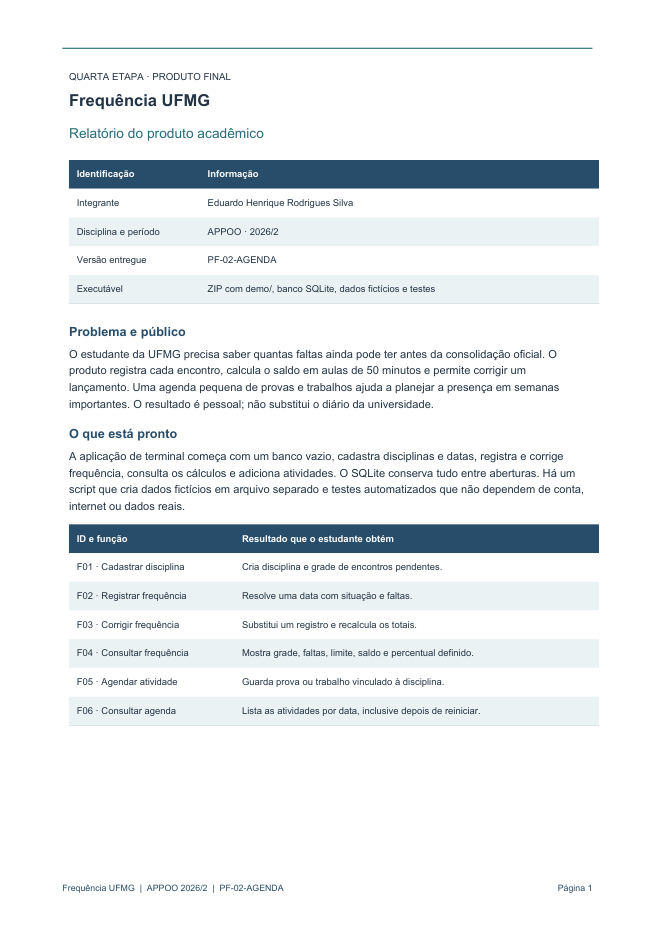 QUARTA ETAPA · PRODUTO FINAL
Frequência UFMG
Relatório do produto acadêmico
Identificação Informação
Integrante Eduardo Henrique Rodrigues Silva
Disciplina e período APPOO · 2026/2
Versão entregue PF-02-AGENDA
Executável ZIP com demo/, banco SQLite, dados fictícios e testes
Problema e público
O estudante da UFMG precisa saber quantas faltas ainda pode ter antes da consolidação oficial. O
produto registra cada encontro, calcula o saldo em aulas de 50 minutos e permite corrigir um
lançamento. Uma agenda pequena de provas e trabalhos ajuda a planejar a presença em semanas
importantes. O resultado é pessoal; não substitui o diário da universidade.
O que está pronto
A aplicação de terminal começa com um banco vazio, cadastra disciplinas e datas, registra e corrige
frequência, consulta os cálculos e adiciona atividades. O SQLite conserva tudo entre aberturas. Há um
script que cria dados fictícios em arquivo separado e testes automatizados que não dependem de conta,
internet ou dados reais.
ID e função Resultado que o estudante obtém
F01 · Cadastrar disciplina Cria disciplina e grade de encontros pendentes.
F02 · Registrar frequência Resolve uma data com situação e faltas.
F03 · Corrigir frequência Substitui um registro e recalcula os totais.
F04 · Consultar frequência Mostra grade, faltas, limite, saldo e percentual definido.
F05 · Agendar atividade Guarda prova ou trabalho vinculado à disciplina.
F06 · Consultar agenda Lista as atividades por data, inclusive depois de reiniciar.
Frequência UFMG | APPOO 2026/2 | PF-02-AGENDA Página 1